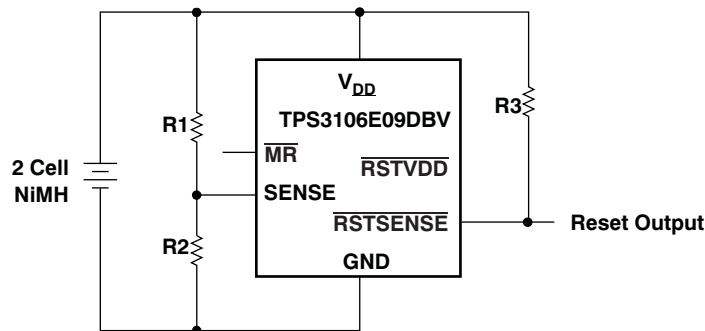 V_DD
TPS3106E09DBV
R1
R3
MR
RSTVDD
2 Cell
NiMH
SENSE
RSTSENSE
Reset Output
R2
GND